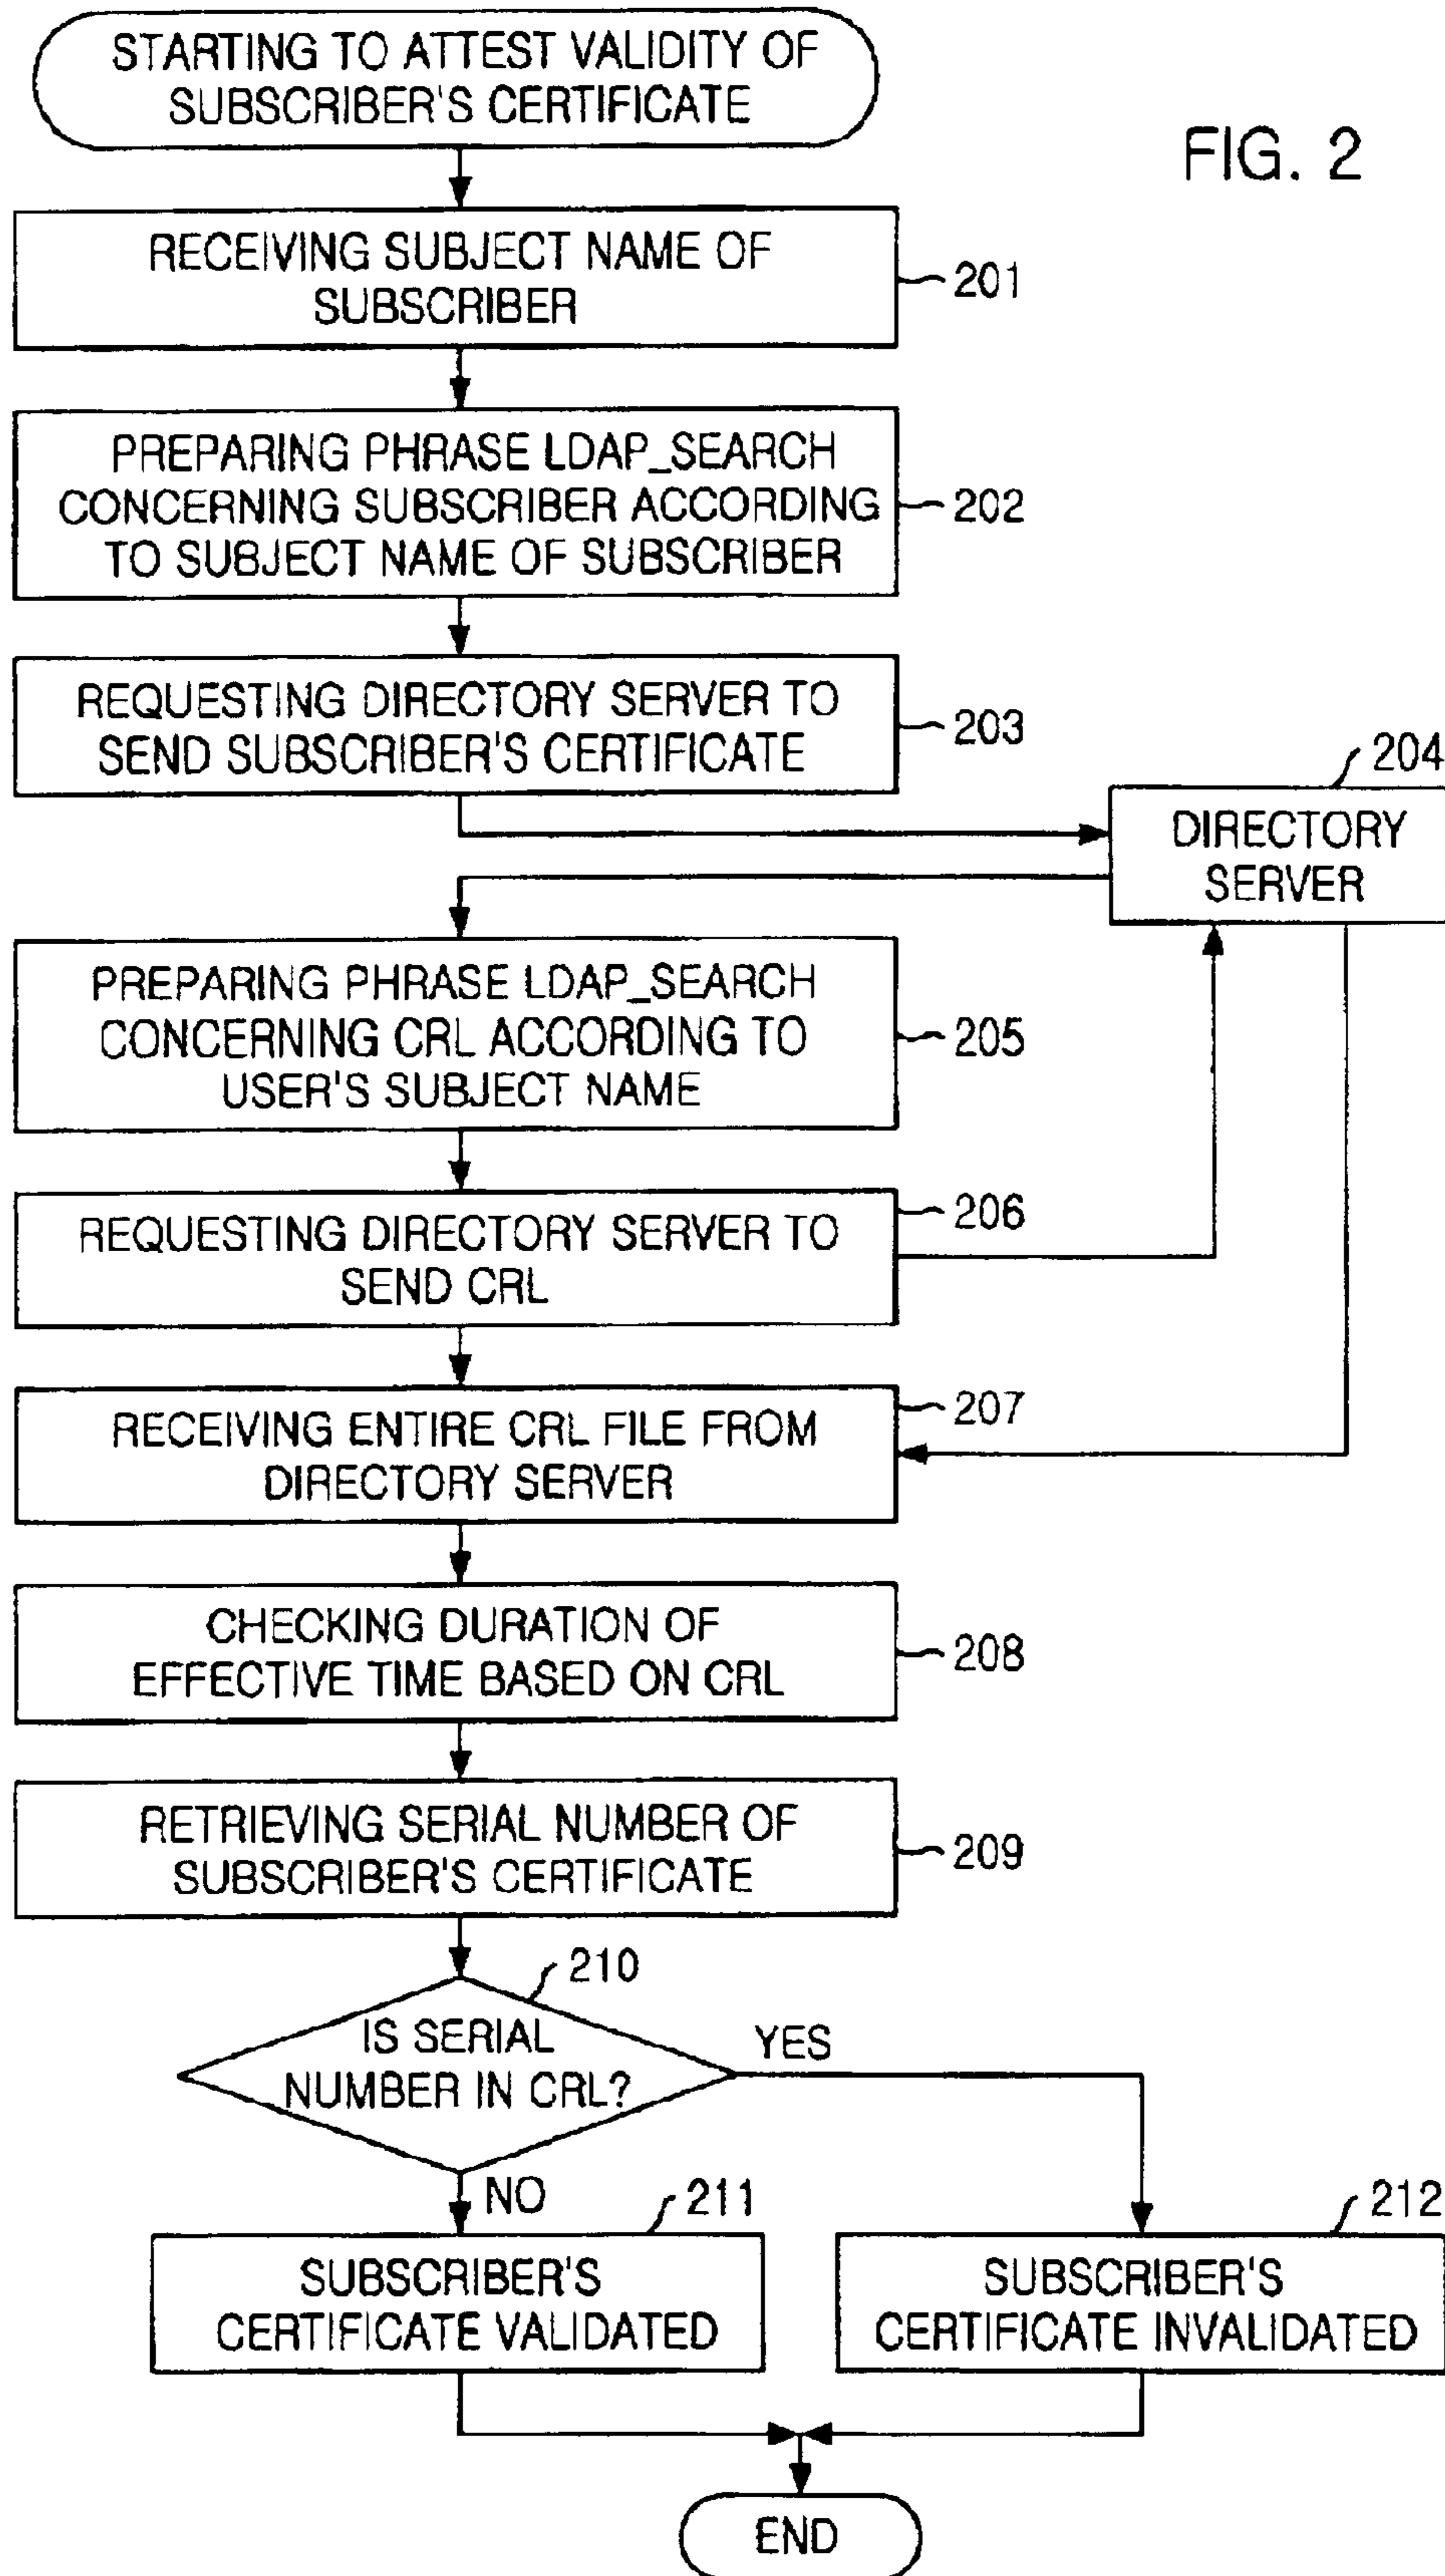 STARTING TO ATTEST VALIDITY OF
SUBSCRIBER'S CERTIFICATE
FIG. 2
RECEIVING SUBJECT NAME OF
SUBSCRIBER
201
PREPARING PHRASE LDAP_SEARCH
CONCERNING SUBSCRIBER ACCORDING
TO SUBJECT NAME OF SUBSCRIBER
202
REQUESTING DIRECTORY SERVER TO
SEND SUBSCRIBER'S CERTIFICATE
203
204
DIRECTORY
SERVER
PREPARING PHRASE LDAP_SEARCH
CONCERNING CRL ACCORDING TO
USER'S SUBJECT NAME
205
REQUESTING DIRECTORY SERVER TO
SEND CRL
206
RECEIVING ENTIRE CRL FILE FROM
DIRECTORY SERVER
207
CHECKING DURATION OF
EFFECTIVE TIME BASED ON CRL
208
RETRIEVING SERIAL NUMBER OF
SUBSCRIBER'S CERTIFICATE
209
210
IS SERIAL
NUMBER IN CRL?
YES
NO
211
SUBSCRIBER'S
CERTIFICATE VALIDATED
212
SUBSCRIBER'S
CERTIFICATE INVALIDATED
END